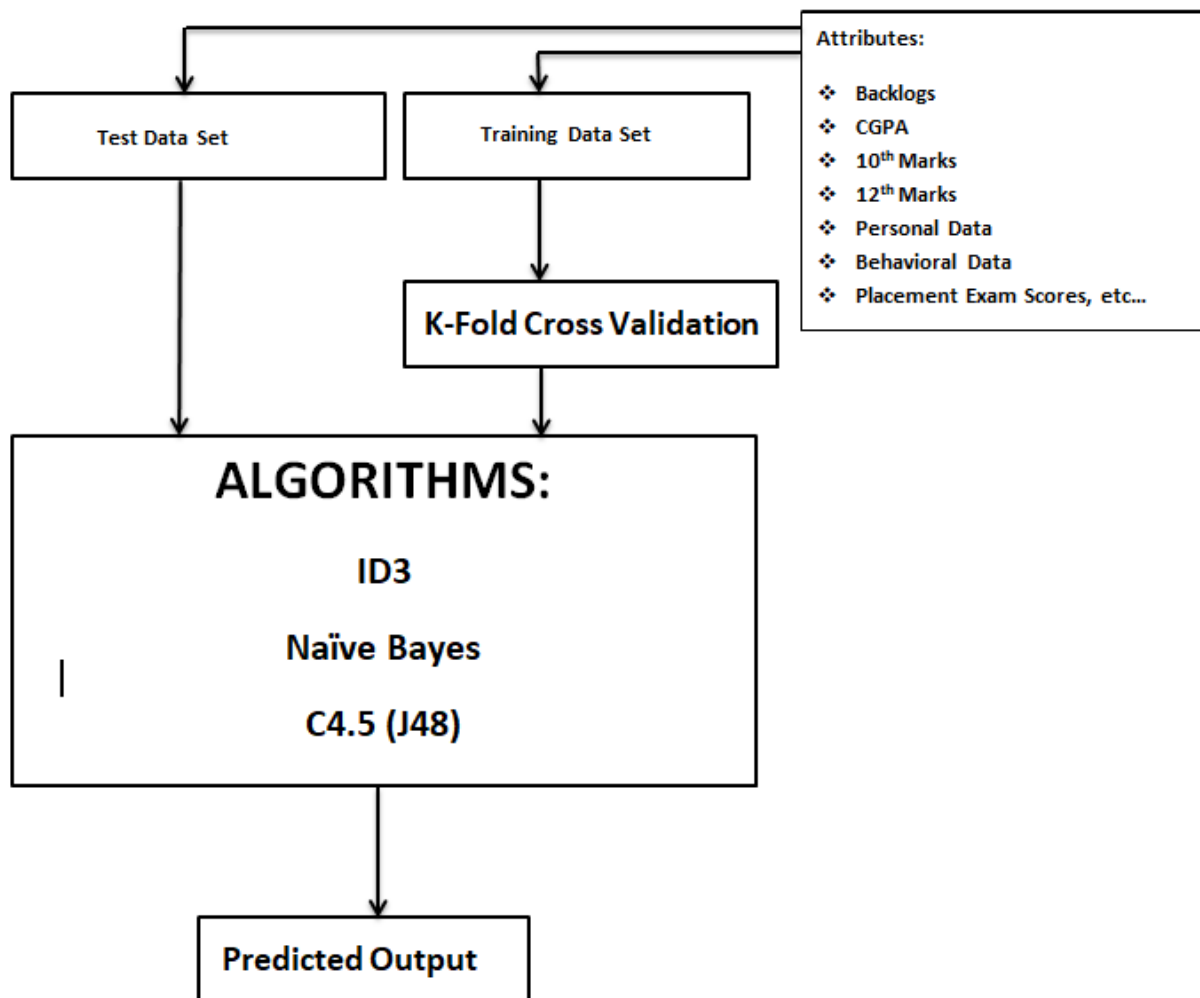 Attributes:
❖ Backlogs
❖ CGPA
❖ 10th Marks
❖ 12th Marks
❖ Personal Data
❖ Behavioral Data
❖ Placement Exam Scores, etc...
Test Data Set
Training Data Set
K-Fold Cross Validation
ALGORITHMS:
ID3
Naïve Bayes
C4.5 (J48)
Predicted Output